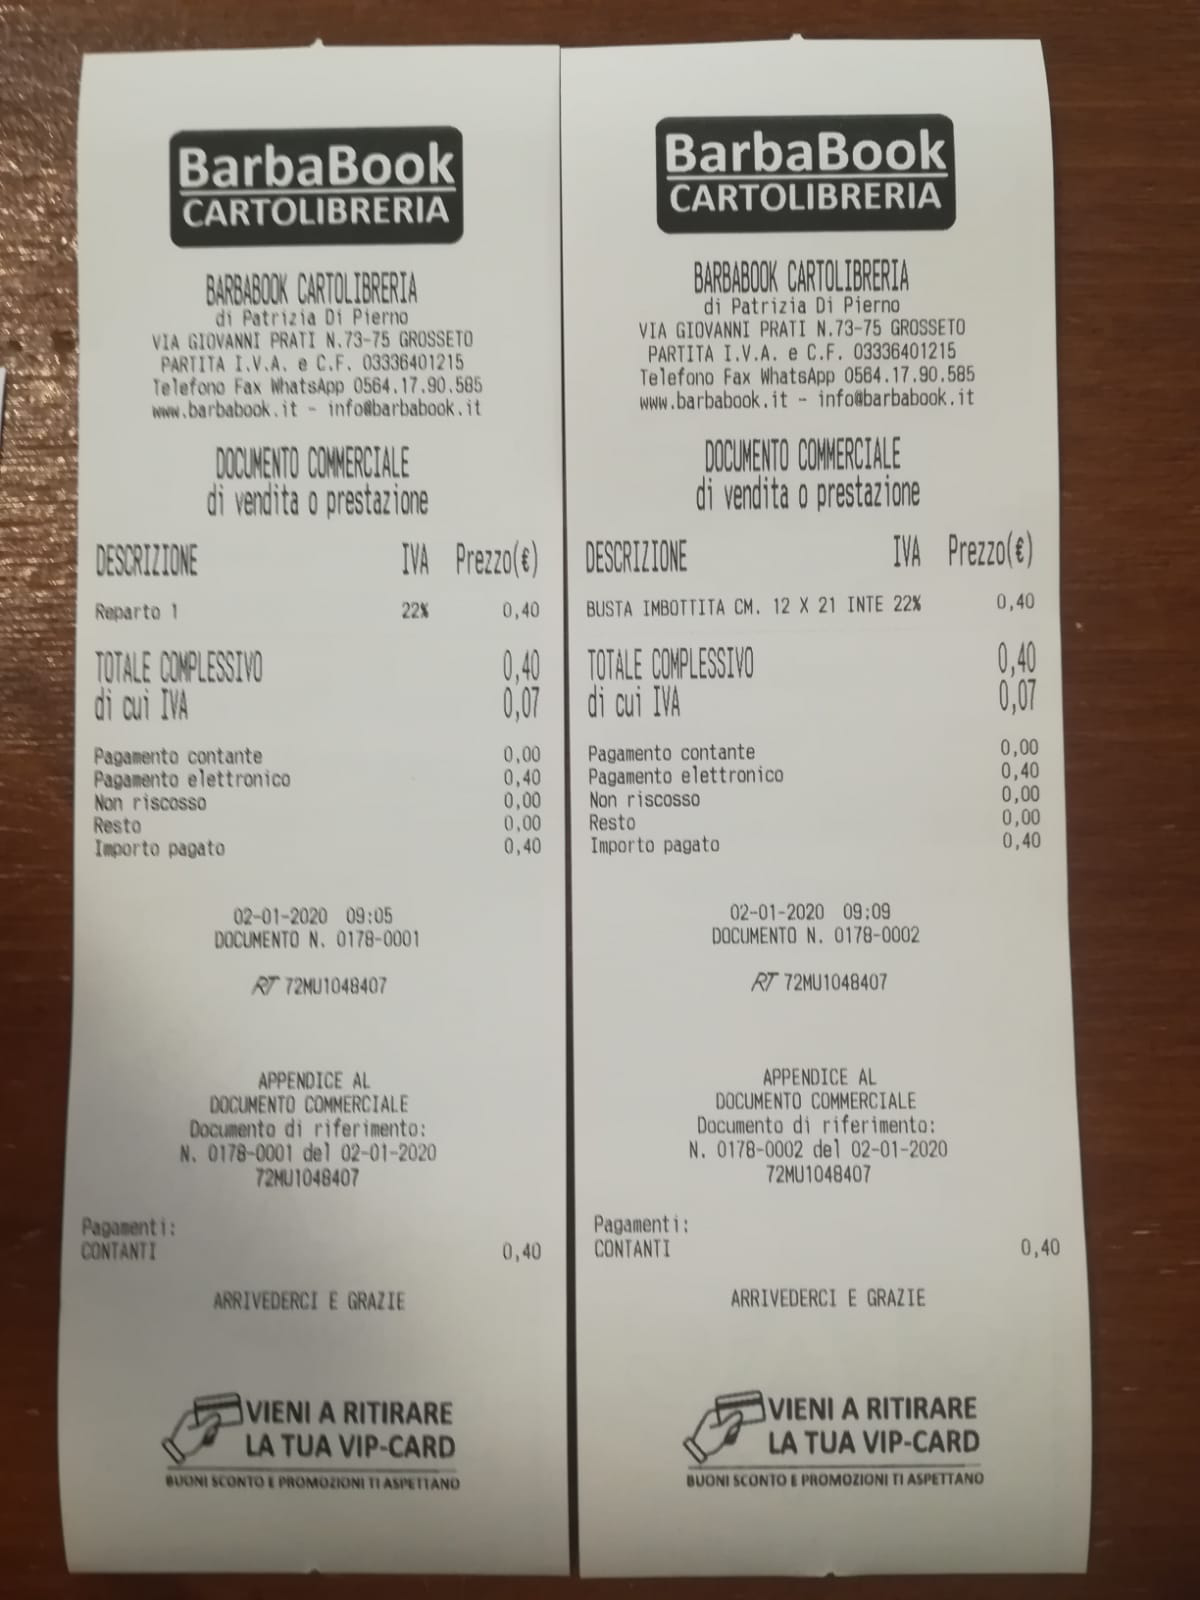 BarbaBook
CARTOLIBRERIA
BARBABOOK CARTOLIBRERIA
di Patrizia Di Pierno
VIA GIOVANNI PRATI N.73-75 GROSSETO
PARTITA I.V.A. e C.F. 03336401215
Telefono Fax WhatsApp 0564.17.90.585
www.barbabook.it - info@barbabook.it
DOCUMENTO COMMERCIALE
di vendita o prestazione
DESCRIZIONE IVA Prezzo(€)
Reparto 1 22% 0,40
TOTALE COMPLESSIVO 0,40
di cui IVA 0,07
Pagamento contante 0,00
Pagamento elettronico 0,40
Non riscosso 0,00
Resto 0,00
Importo pagato 0,40
02-01-2020 09:05
DOCUMENTO N. 0178-0001
RT 72MU1048407
APPENDICE AL
DOCUMENTO COMMERCIALE
Documento di riferimento:
N. 0178-0001 del 02-01-2020
72MU1048407
Pagamenti:
CONTANTI 0,40
ARRIVEDERCI E GRAZIE
VIENI A RITIRARE
LA TUA VIP-CARD
BUONI SCONTO E PROMOZIONI TI ASPETTANO
BarbaBook
CARTOLIBRERIA
BARBABOOK CARTOLIBRERIA
di Patrizia Di Pierno
VIA GIOVANNI PRATI N.73-75 GROSSETO
PARTITA I.V.A. e C.F. 03336401215
Telefono Fax WhatsApp 0564.17.90.585
www.barbabook.it - info@barbabook.it
DOCUMENTO COMMERCIALE
di vendita o prestazione
DESCRIZIONE IVA Prezzo(€)
BUSTA IMBOTTITA CM. 12 X 21 INTE 22% 0,40
TOTALE COMPLESSIVO 0,40
di cui IVA 0,07
Pagamento contante 0,00
Pagamento elettronico 0,40
Non riscosso 0,00
Resto 0,00
Importo pagato 0,40
02-01-2020 09:09
DOCUMENTO N. 0178-0002
RT 72MU1048407
APPENDICE AL
DOCUMENTO COMMERCIALE
Documento di riferimento:
N. 0178-0002 del 02-01-2020
72MU1048407
Pagamenti:
CONTANTI 0,40
ARRIVEDERCI E GRAZIE
VIENI A RITIRARE
LA TUA VIP-CARD
BUONI SCONTO E PROMOZIONI TI ASPETTANO